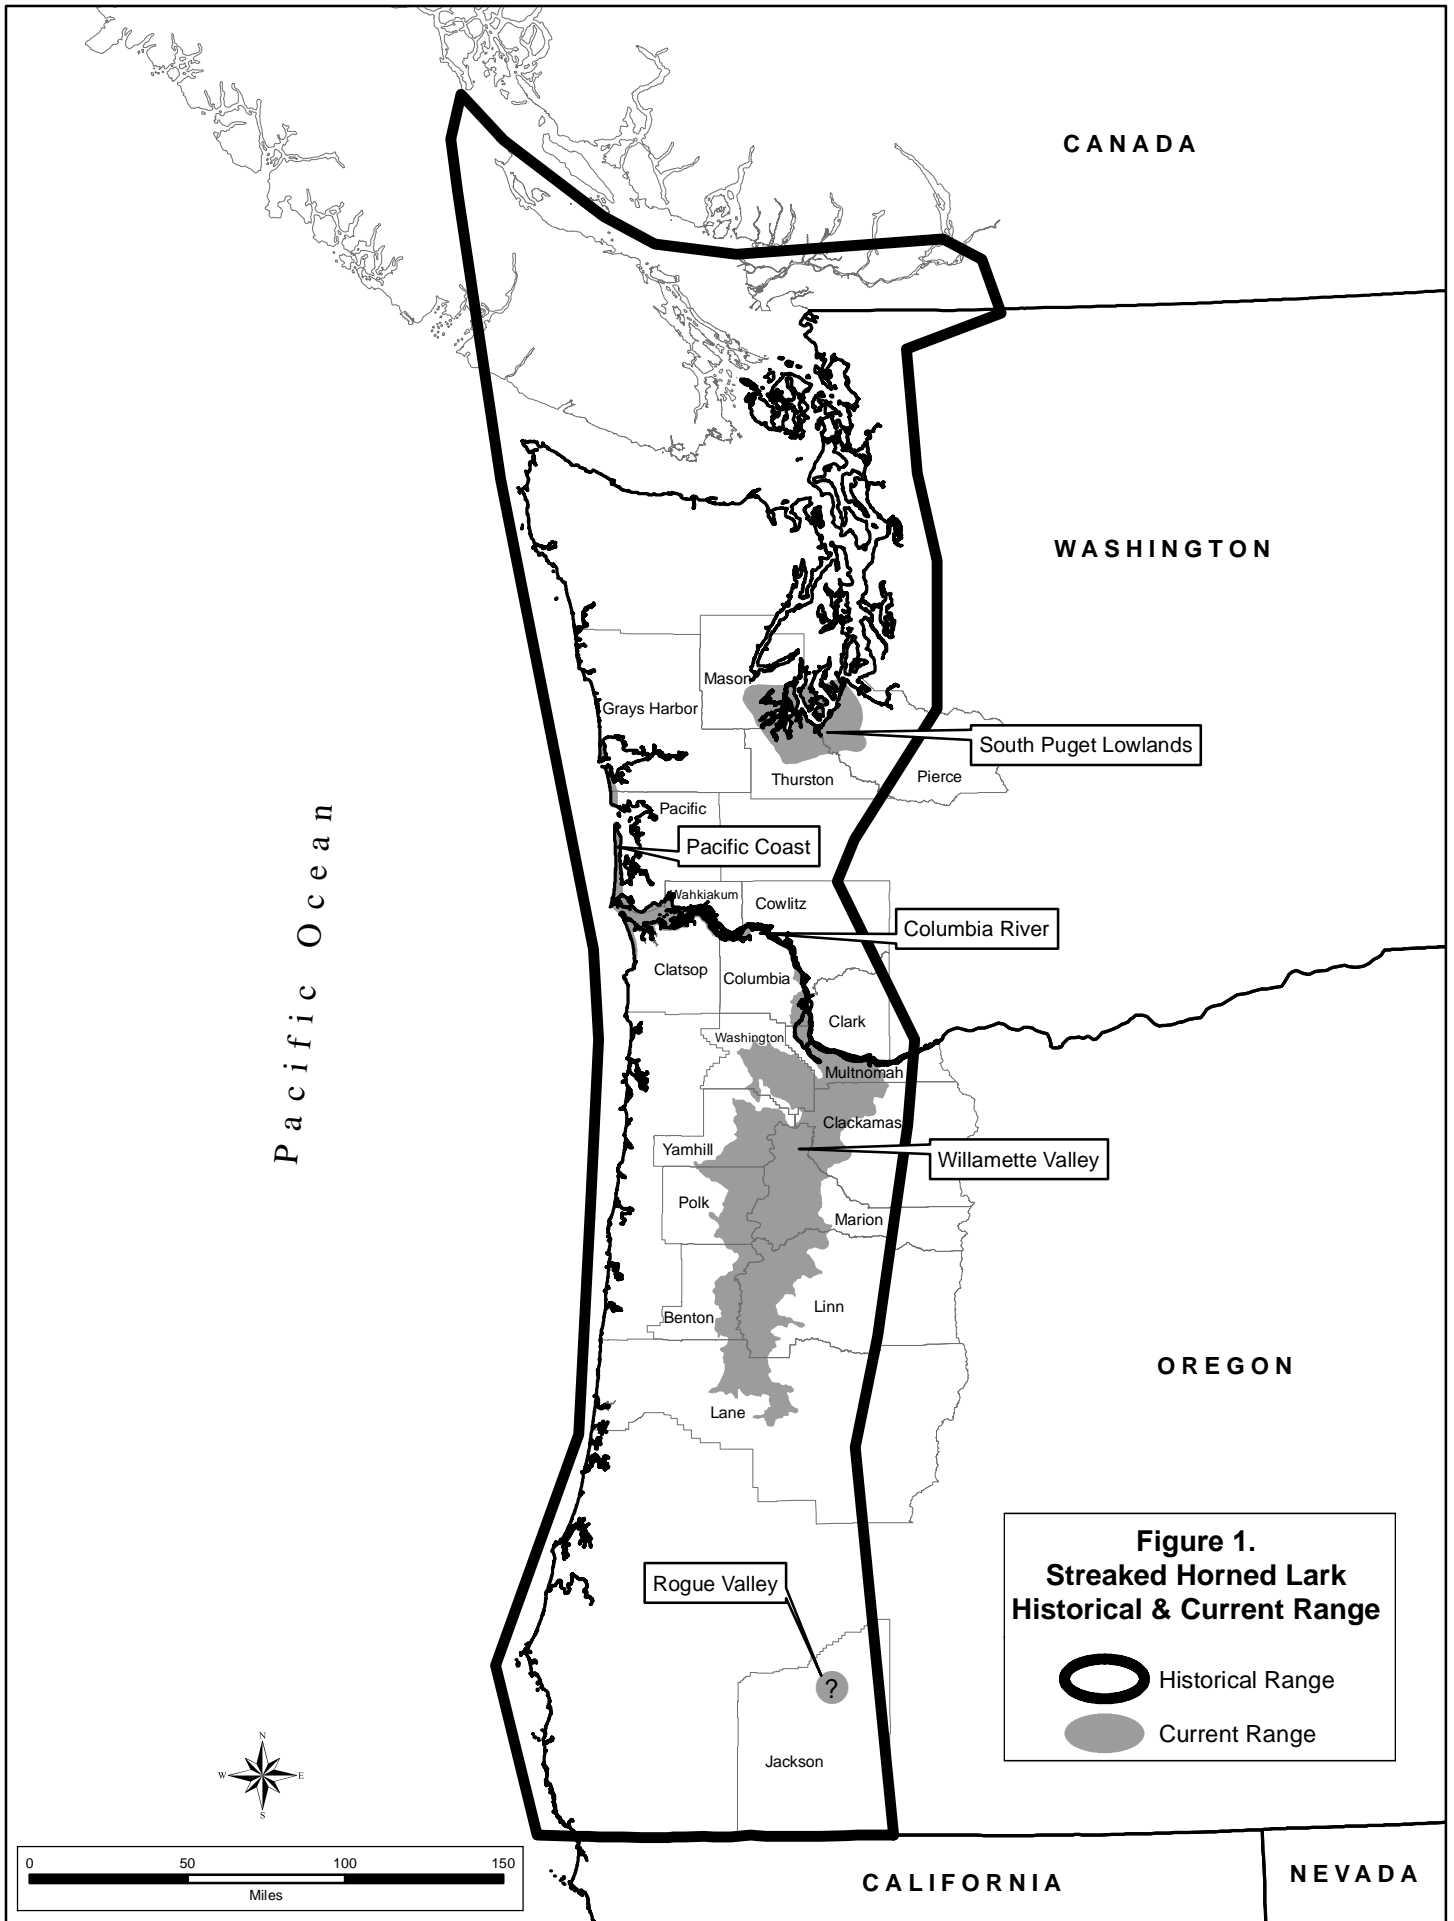 CANADA
WASHINGTON
Mason
Grays Harbor
South Puget Lowlands
Thurston
Pierce
Pacific
Pacific Coast
Wahkiakum
Cowlitz
Columbia River
Clatsop
Columbia
Clark
Washington
Multnomah
Clackamas
Yamhill
Willamette Valley
Polk
Marion
Linn
Benton
Lane
Pacific Ocean
OREGON
Rogue Valley
?
Jackson
Figure 1.
Streaked Horned Lark
Historical & Current Range
Historical Range
Current Range
N
W E
S
0 50 100 150
Miles
CALIFORNIA
NEVADA